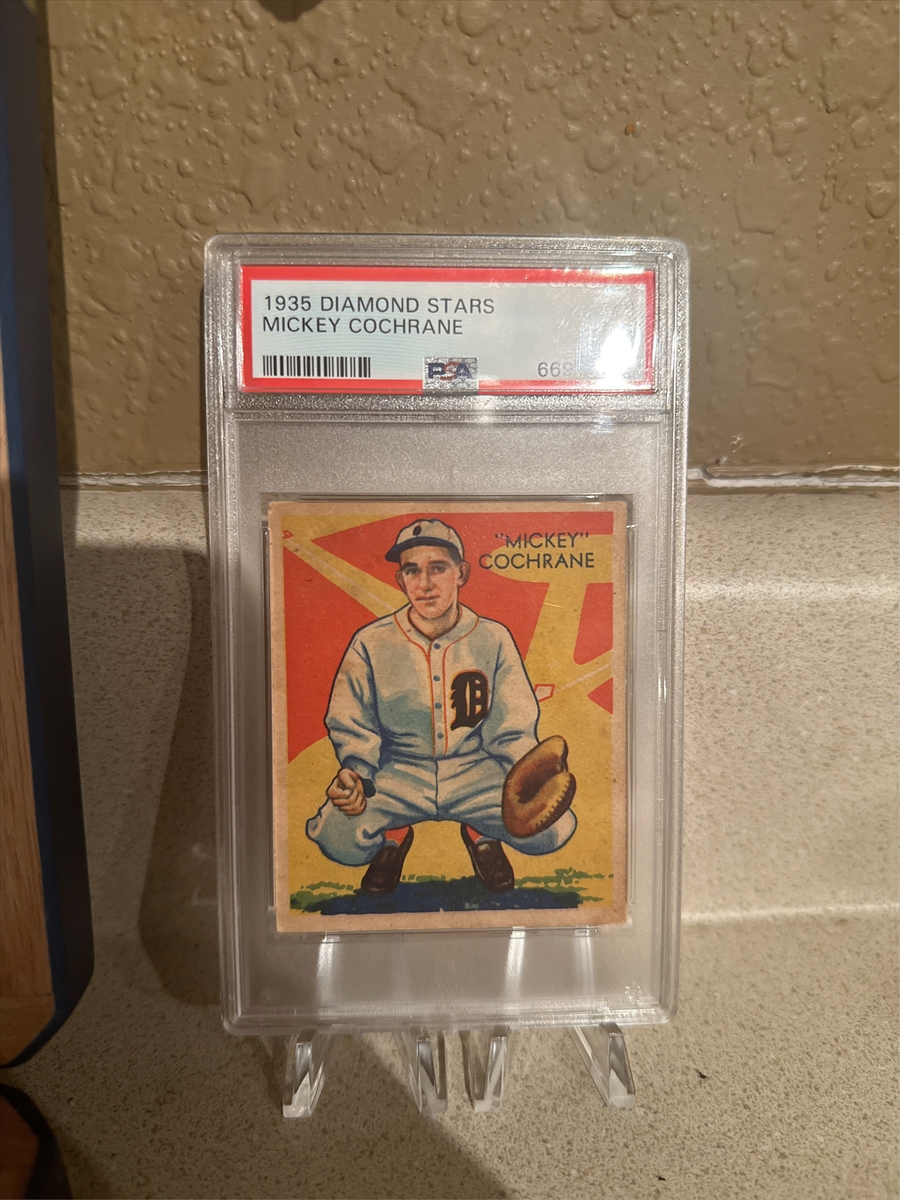 1935 DIAMOND STARS
MICKEY COCHRANE
PSA
"MICKEY"
COCHRANE
D